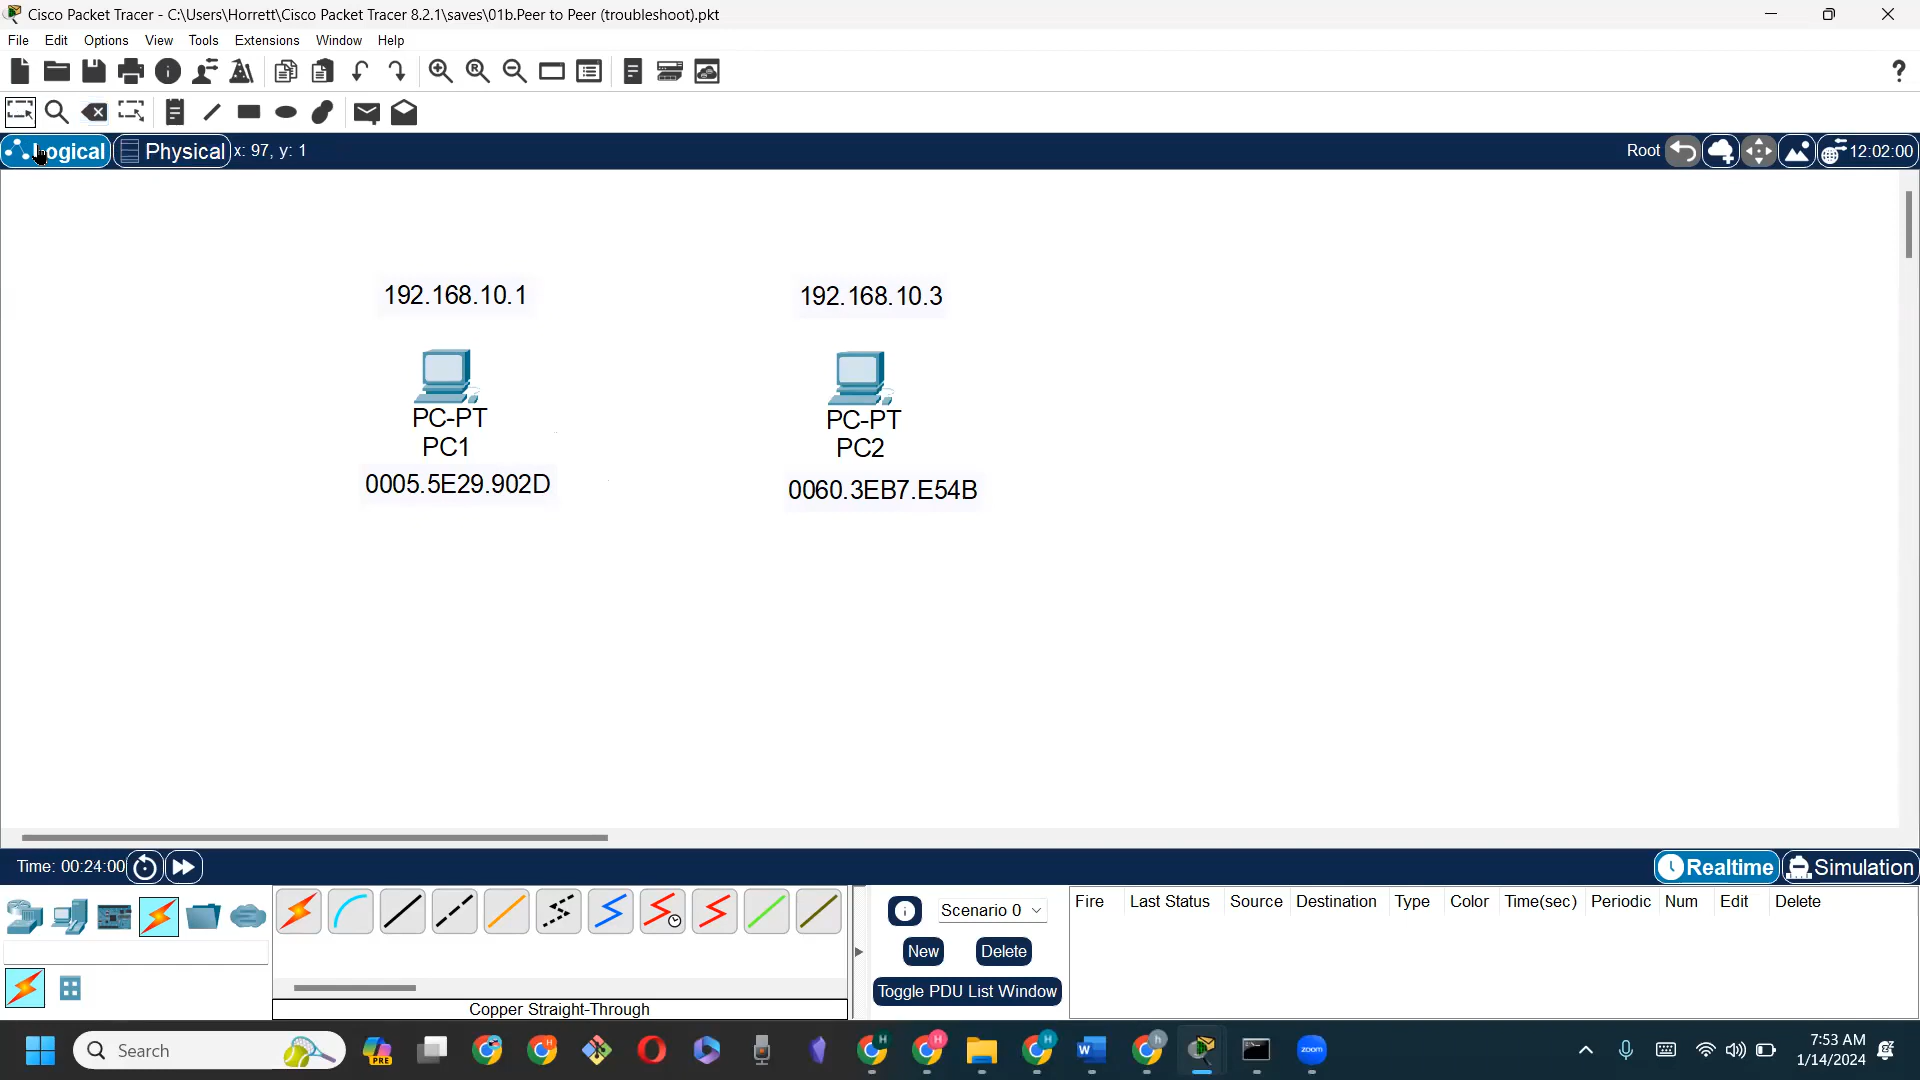 Cisco Packet Tracer - C:\Users\Horrett\Cisco Packet Tracer 8.2.1\saves\01b.Peer to Peer (troubleshoot).pkt
File Edit Options View Tools Extensions Window Help
Logical Physical x: 97, y: 1 Root 12:02:00
192.168.10.1 192.168.10.3
PC-PT PC-PT
PC1 PC2
0005.5E29.902D 0060.3EB7.E54B
Time: 00:24:00 Realtime Simulation
Scenario 0 Fire Last Status Source Destination Type Color Time(sec) Periodic Num Edit Delete
New Delete
Toggle PDU List Window
Copper Straight-Through
Search PRE zoom 7:53 AM
1/14/2024